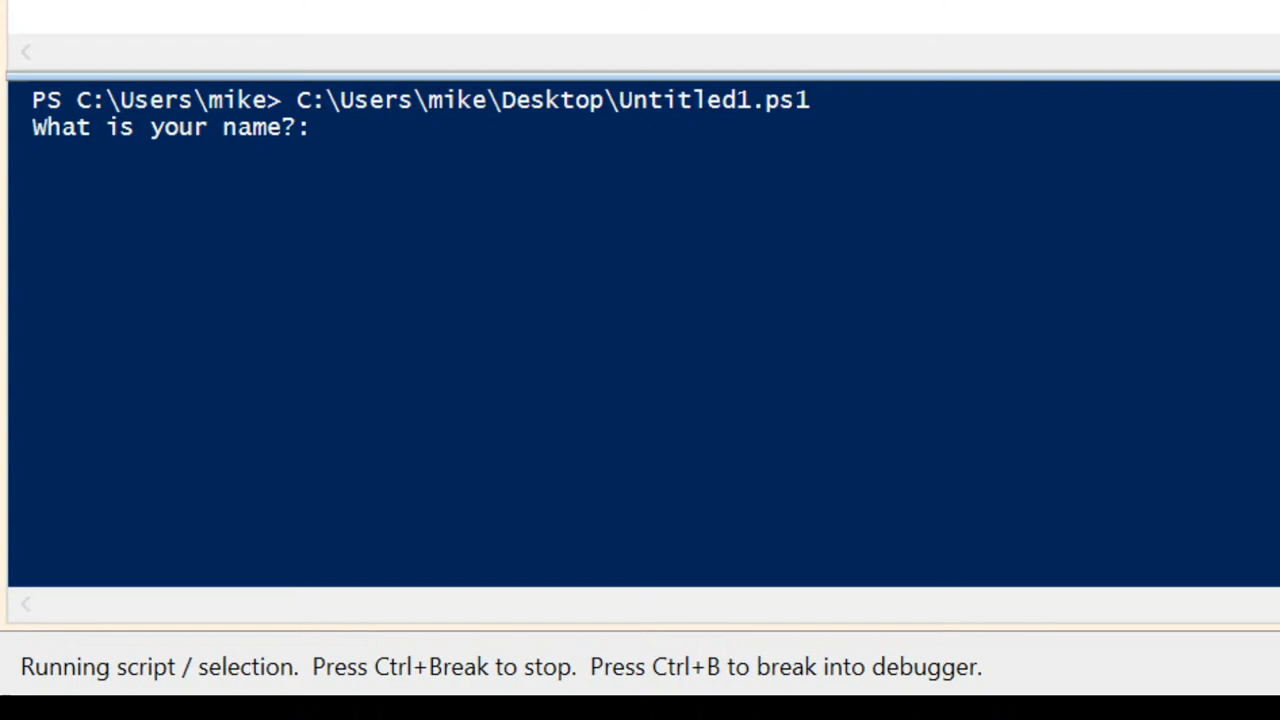 PS C:\Users\mike> C:\Users\mike\Desktop\Untitled1.ps1
What is your name?:
Running script / selection.  Press Ctrl+Break to stop.  Press Ctrl+B to break into debugger.